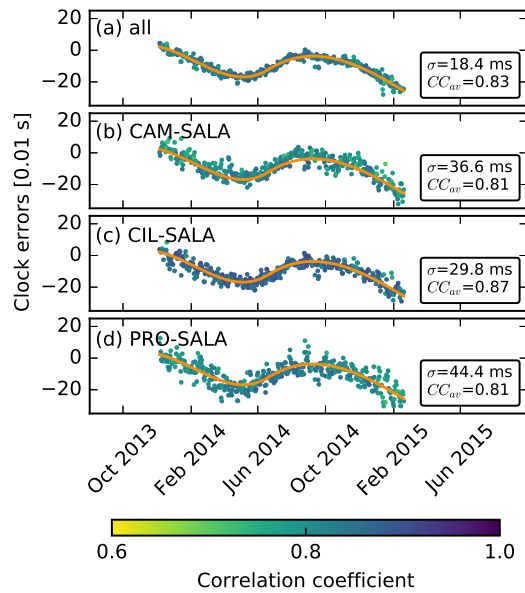 Clock errors [0.01 s]
20
0
−20
(a) all
σ=18.4 ms
CCav=0.83
20
0
−20
(b) CAM-SALA
σ=36.6 ms
CCav=0.81
20
0
−20
(c) CIL-SALA
σ=29.8 ms
CCav=0.87
20
0
−20
(d) PRO-SALA
σ=44.4 ms
CCav=0.81
Oct 2013
Feb 2014
Jun 2014
Oct 2014
Feb 2015
Jun 2015
0.6
0.8
1.0
Correlation coefficient